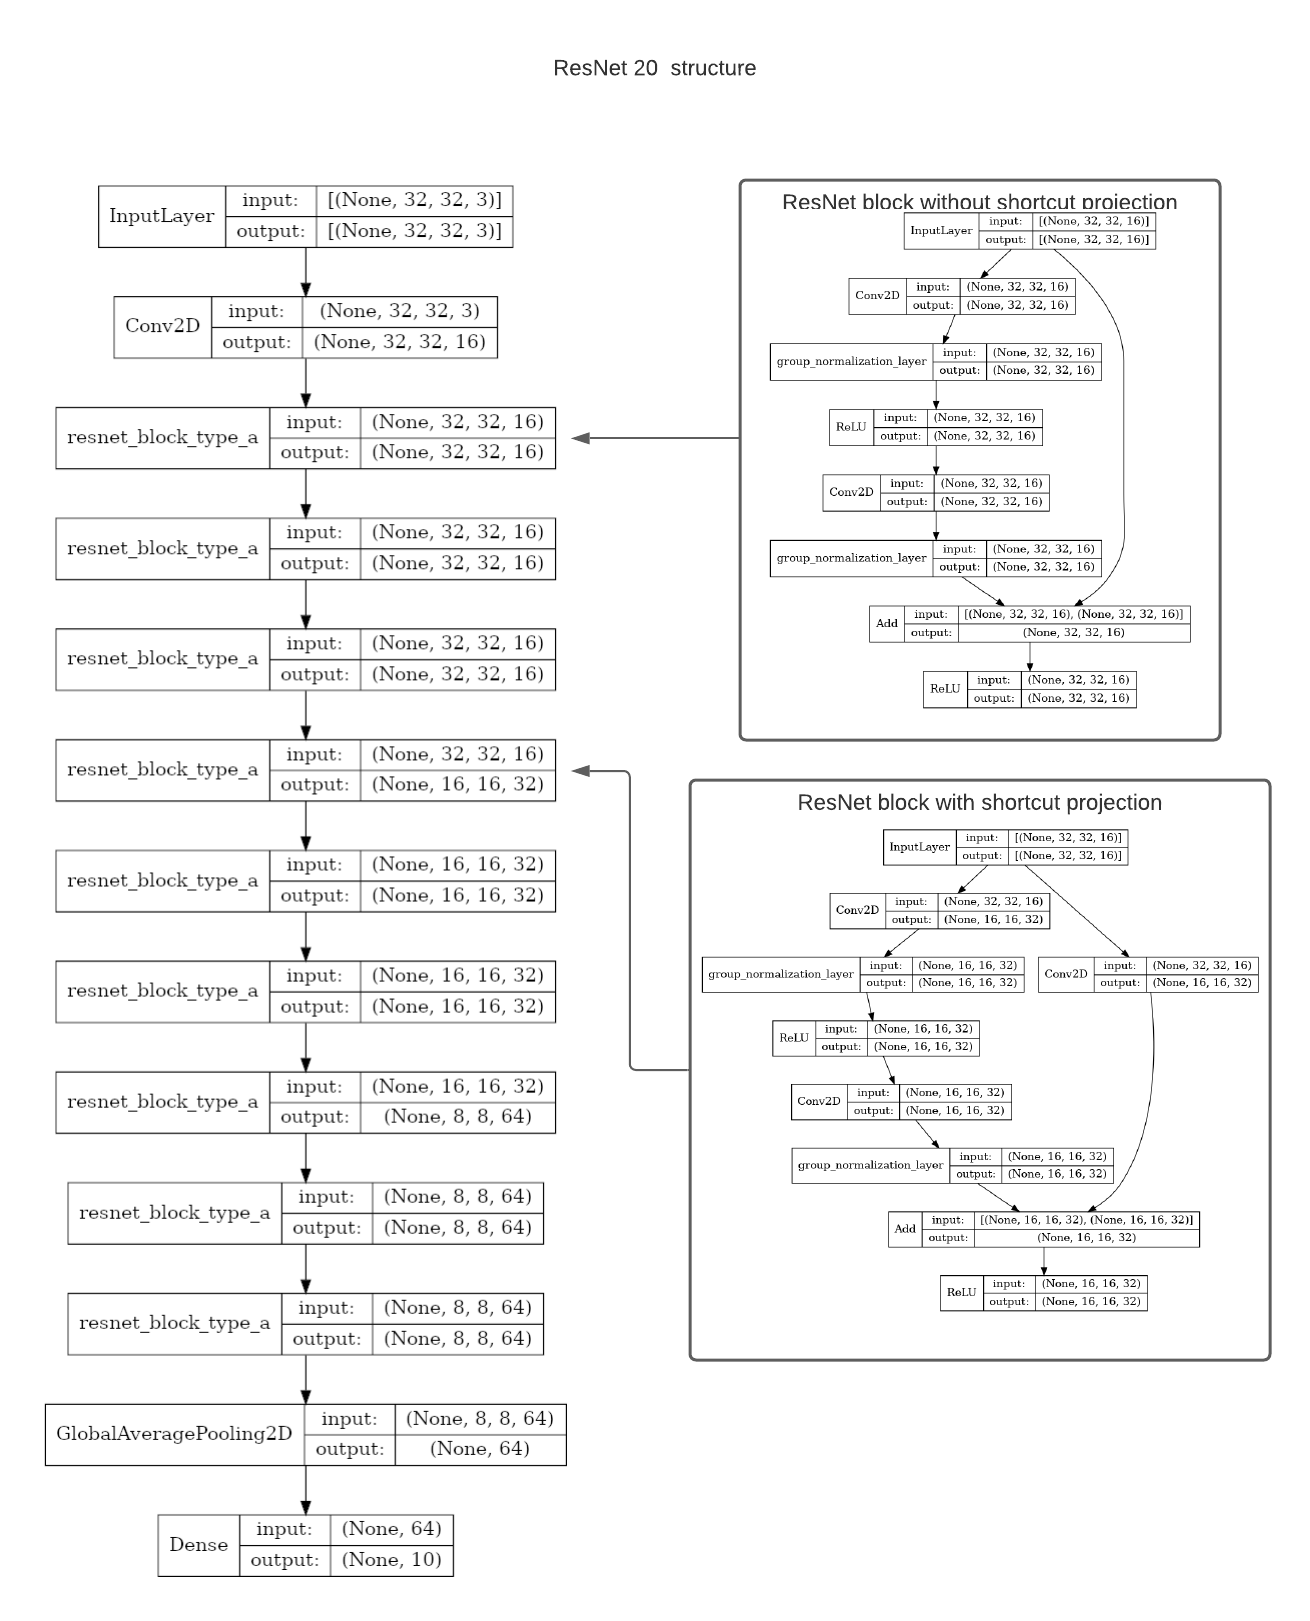 ResNet 20 structure
InputLayer
input: [(None, 32, 32, 3)]
output: [(None, 32, 32, 3)]
Conv2D
input: (None, 32, 32, 3)
output: (None, 32, 32, 16)
resnet_block_type_a
input: (None, 32, 32, 16)
output: (None, 32, 32, 16)
resnet_block_type_a
input: (None, 32, 32, 16)
output: (None, 32, 32, 16)
resnet_block_type_a
input: (None, 32, 32, 16)
output: (None, 32, 32, 16)
resnet_block_type_a
input: (None, 32, 32, 16)
output: (None, 16, 16, 32)
resnet_block_type_a
input: (None, 16, 16, 32)
output: (None, 16, 16, 32)
resnet_block_type_a
input: (None, 16, 16, 32)
output: (None, 16, 16, 32)
resnet_block_type_a
input: (None, 16, 16, 32)
output: (None, 8, 8, 64)
resnet_block_type_a
input: (None, 8, 8, 64)
output: (None, 8, 8, 64)
resnet_block_type_a
input: (None, 8, 8, 64)
output: (None, 8, 8, 64)
GlobalAveragePooling2D
input: (None, 8, 8, 64)
output: (None, 64)
Dense
input: (None, 64)
output: (None, 10)
ResNet block without shortcut projection
InputLayer
input: [(None, 32, 32, 16)]
output: [(None, 32, 32, 16)]
Conv2D
input: (None, 32, 32, 16)
output: (None, 32, 32, 16)
group_normalization_layer
input: (None, 32, 32, 16)
output: (None, 32, 32, 16)
ReLU
input: (None, 32, 32, 16)
output: (None, 32, 32, 16)
Conv2D
input: (None, 32, 32, 16)
output: (None, 32, 32, 16)
group_normalization_layer
input: (None, 32, 32, 16)
output: (None, 32, 32, 16)
Add
input: [(None, 32, 32, 16), (None, 32, 32, 16)]
output: (None, 32, 32, 16)
ReLU
input: (None, 32, 32, 16)
output: (None, 32, 32, 16)
ResNet block with shortcut projection
InputLayer
input: [(None, 32, 32, 16)]
output: [(None, 32, 32, 16)]
Conv2D
input: (None, 32, 32, 16)
output: (None, 16, 16, 32)
group_normalization_layer
input: (None, 16, 16, 32)
output: (None, 16, 16, 32)
Conv2D
input: (None, 32, 32, 16)
output: (None, 16, 16, 32)
ReLU
input: (None, 16, 16, 32)
output: (None, 16, 16, 32)
Conv2D
input: (None, 16, 16, 32)
output: (None, 16, 16, 32)
group_normalization_layer
input: (None, 16, 16, 32)
output: (None, 16, 16, 32)
Add
input: [(None, 16, 16, 32), (None, 16, 16, 32)]
output: (None, 16, 16, 32)
ReLU
input: (None, 16, 16, 32)
output: (None, 16, 16, 32)